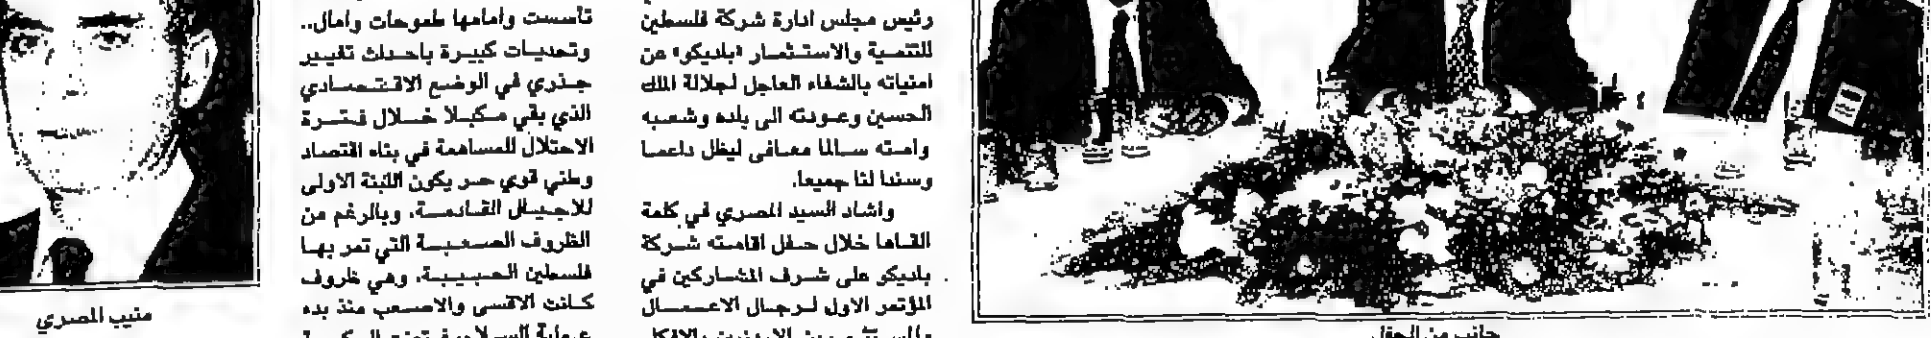 رئيس مجلس ادارة شركة فلسطين
للتنمية والاستثمار «باديكو» عن
امنياته بالشفاء العاجل لجلالة الملك
الحسين وعودته الى بلده وشعبه
وامته سالما معافى ليظل داعما
وسندا لنا جميعا.
واشاد السيد المصري في كلمة
القاها خلال حفل اقامته شركة
باديكو على شرف المشاركين في
المؤتمر الاول لرجال الاعمال
تأسست وامامها طموحات وامال..
وتحديات كبيرة باحداث تغيير
جذري في الوضع الاقتصادي
الذي بقي مكبلا خلال فترة
الاحتلال للمساهمة في بناء اقتصاد
وطني قوي حر يكون اللبنة الاولى
للاجيال القادمة، وبالرغم من
الظروف الصعبة التي تمر بها
فلسطين الحبيبة، وهي ظروف
كانت الاقسى والاصعب منذ بدء
عملية السلام
جانب من الحفل
منيب المصري